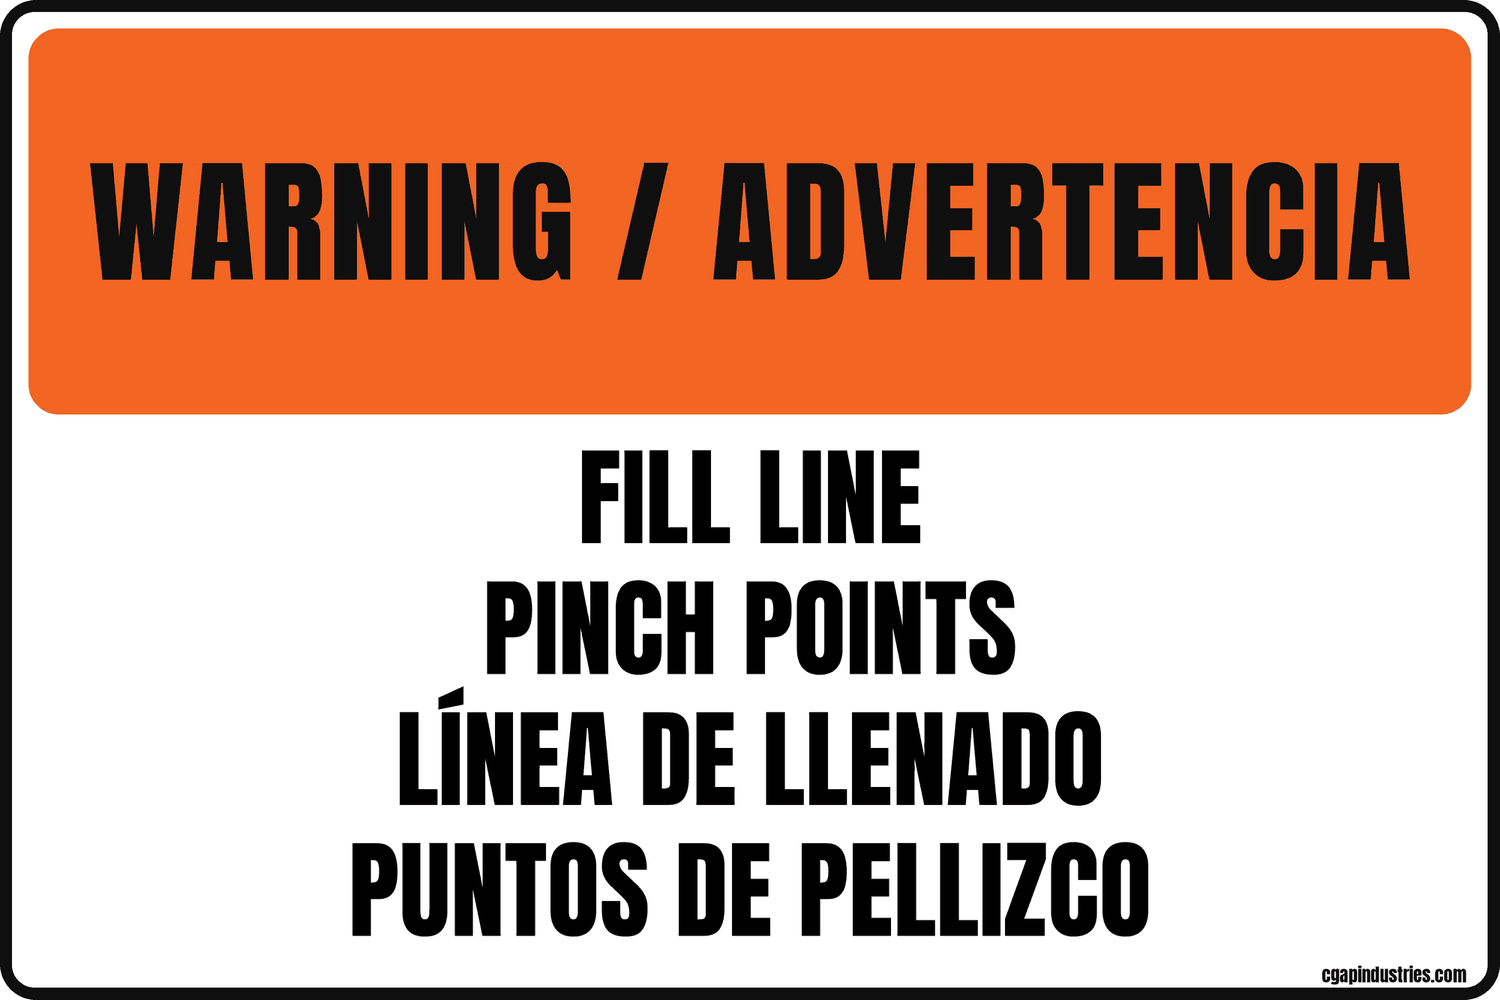 WARNING / ADVERTENCIA
FILL LINE
PINCH POINTS
LÍNEA DE LLENADO
PUNTOS DE PELLIZCO
cgapindustries.com